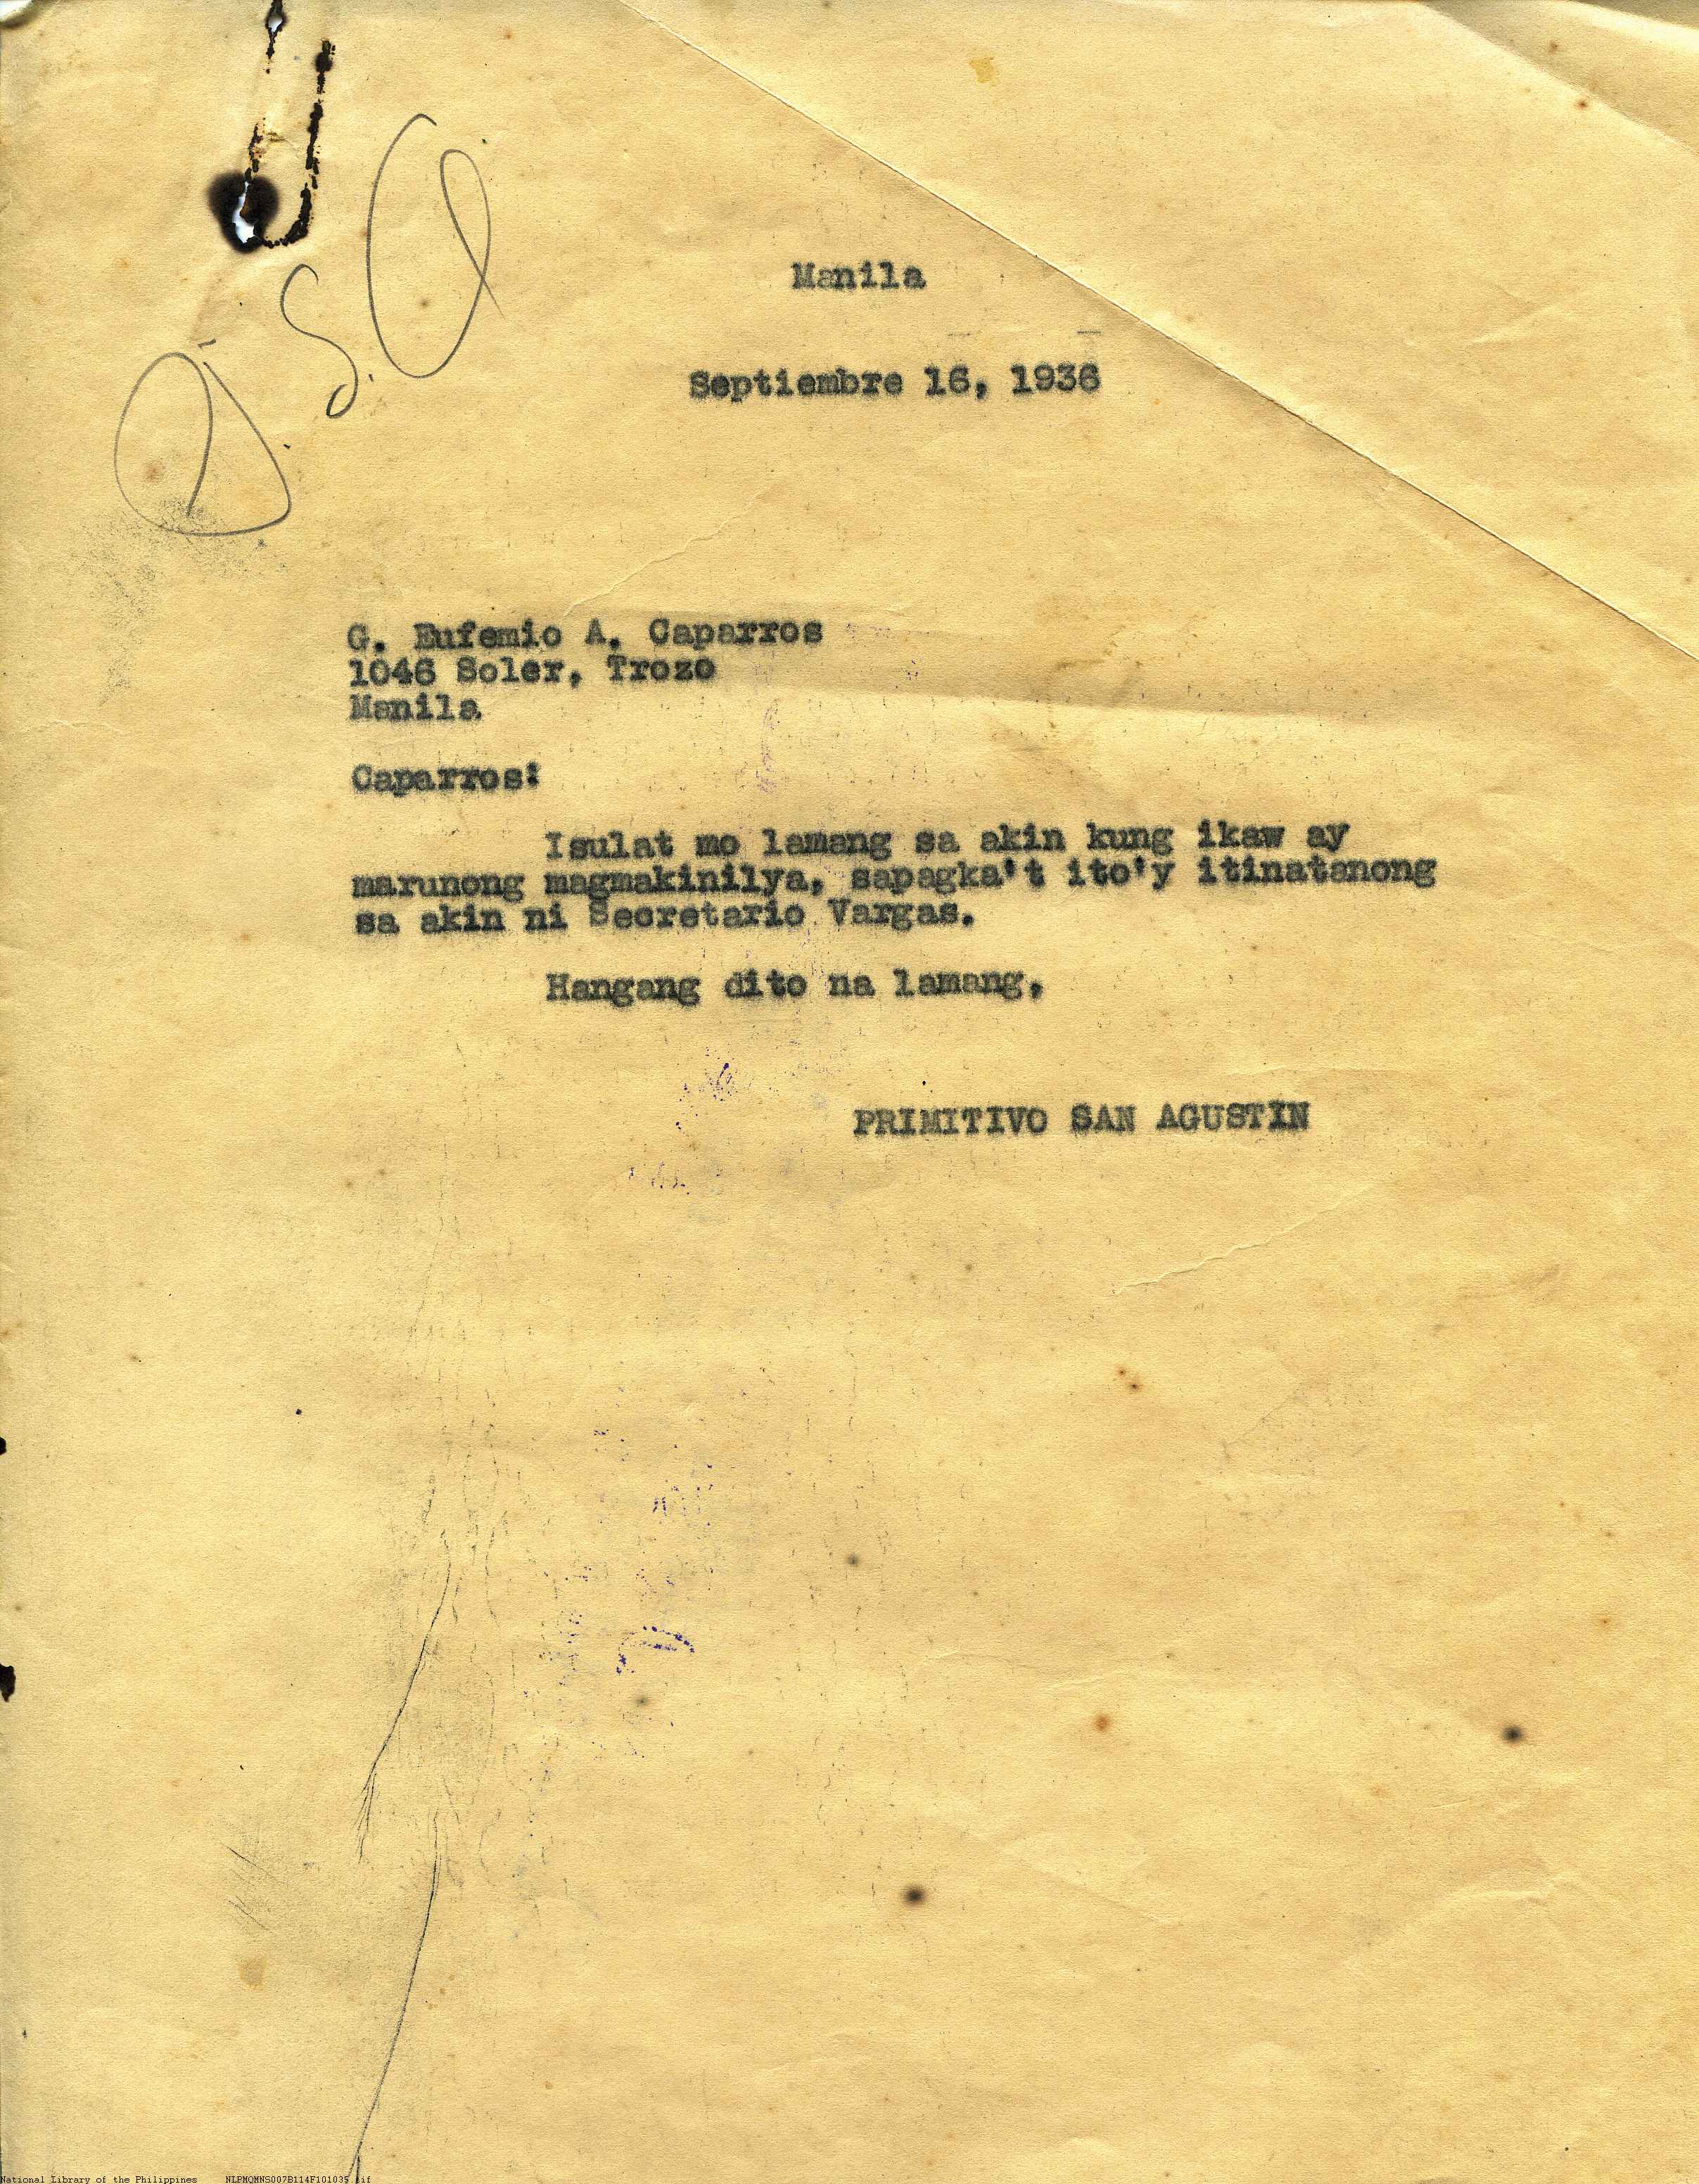 Manila
Septiembre 16, 1936
G. Eufemio A. Caparros
1046 Soler, Trozo
Manila
Caparros:
Isulat mo lamang sa akin kung ikaw ay
marunong magmakinilya, sapagka't ito'y itinatanong
sa akin ni Secretario Vargas.
Hangang dito na lamang,
PRIMITIVO SAN AGUSTIN
National Library of the Philippines NLPMQMNS007B114F101035.tif